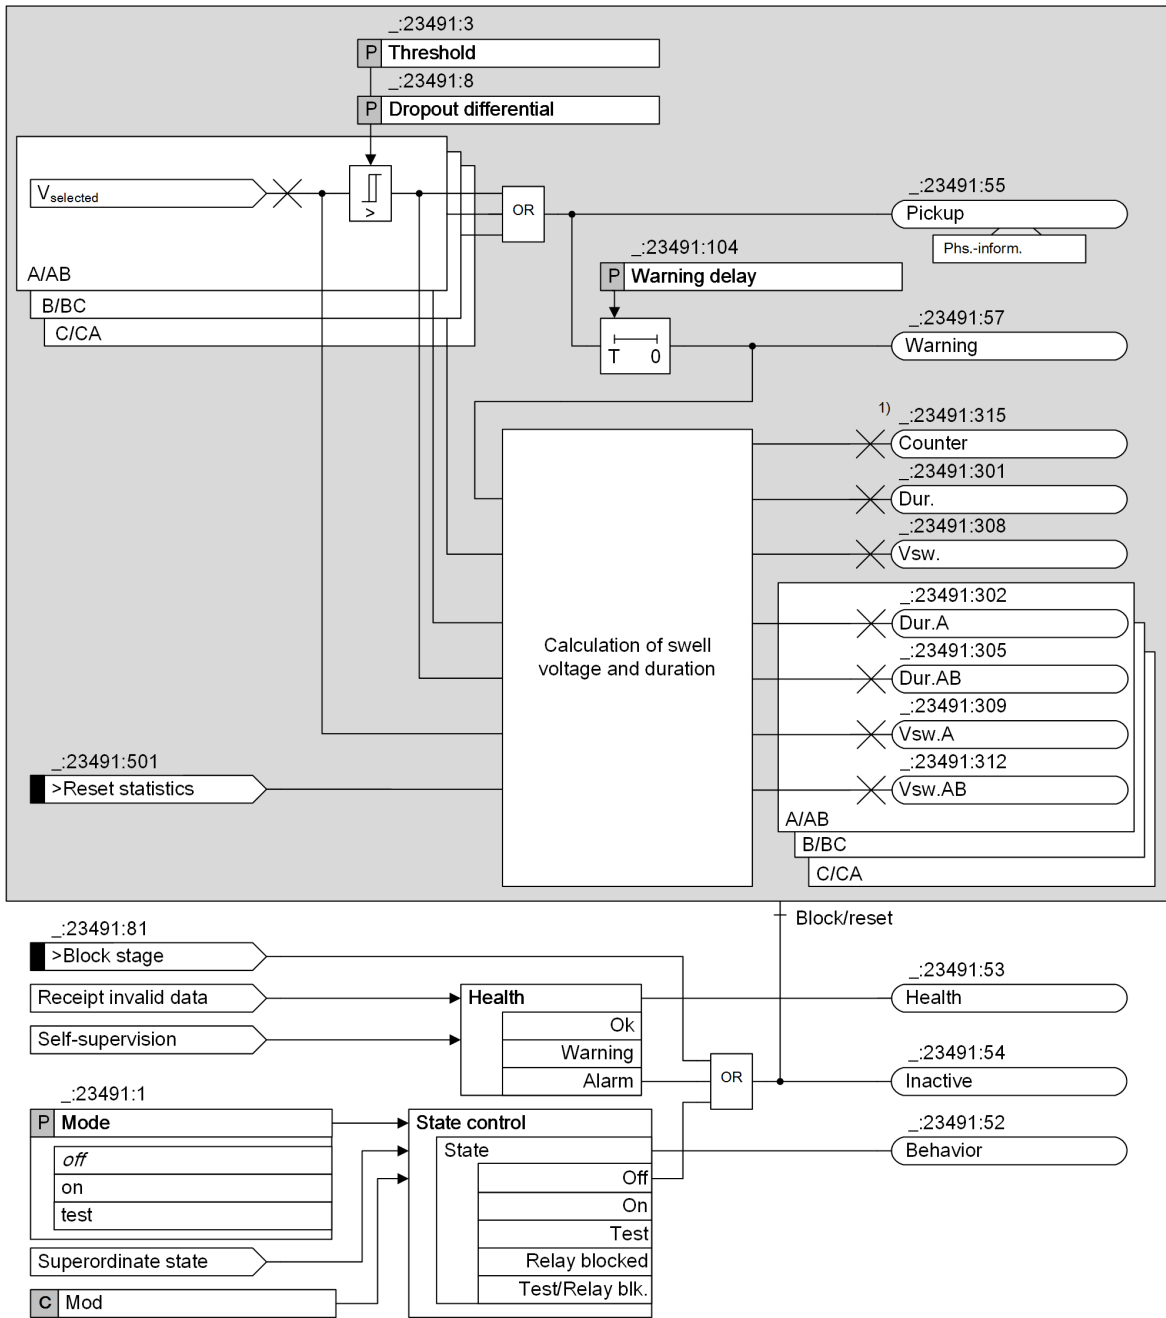 _:23491:3
P Threshold
_:23491:8
P Dropout differential
Vselected
>
A/AB
B/BC
C/CA
OR
_:23491:55
Pickup
Phs.-inform.
_:23491:104
P Warning delay
T 0
_:23491:57
Warning
1)
_:23491:315
Counter
_:23491:301
Dur.
_:23491:308
Vsw.
_:23491:302
Dur.A
_:23491:305
Dur.AB
_:23491:309
Vsw.A
_:23491:312
Vsw.AB
A/AB
B/BC
C/CA
Calculation of swell
voltage and duration
_:23491:501
>Reset statistics
Block/reset
_:23491:81
>Block stage
Receipt invalid data
Self-supervision
Health
Ok
Warning
Alarm
OR
_:23491:53
Health
_:23491:54
Inactive
_:23491:52
Behavior
_:23491:1
P Mode
off
on
test
Superordinate state
C Mod
State control
State
Off
On
Test
Relay blocked
Test/Relay blk.